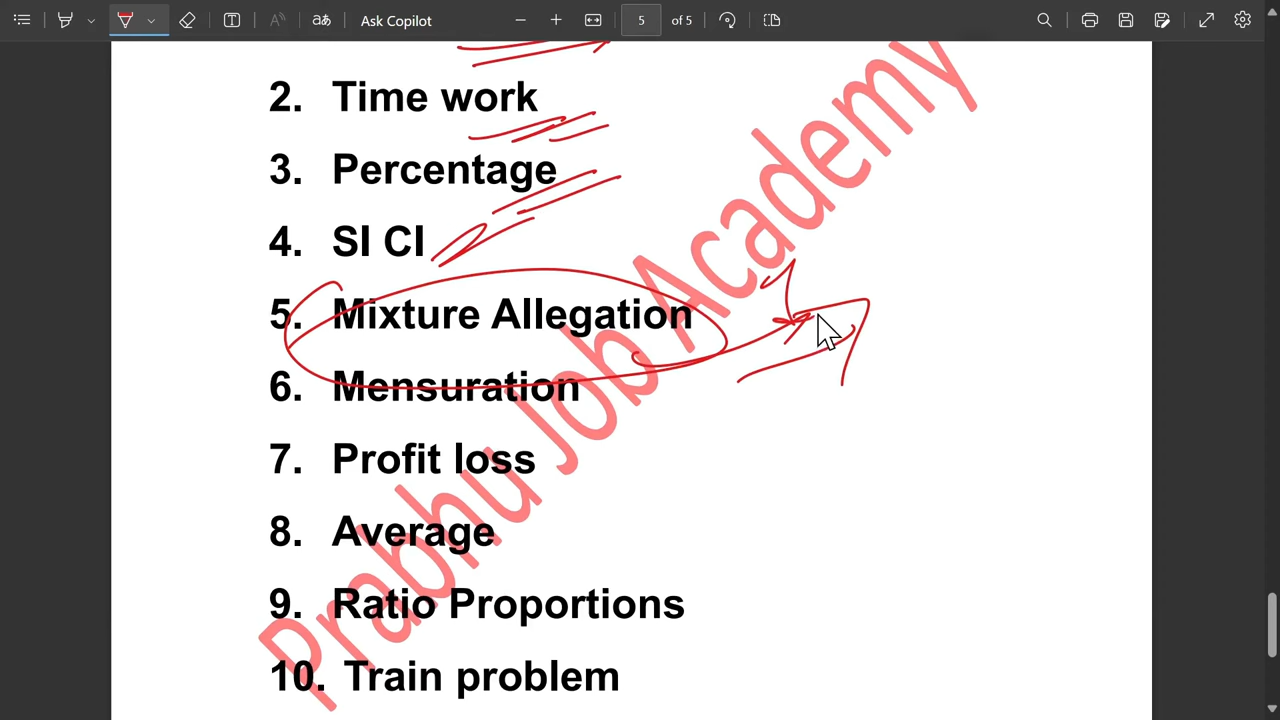 Ask Copilot
5 of 5
2. Time work
3. Percentage
4. SI CI
5. Mixture Allegation
6. Mensuration
7. Profit loss
8. Average
9. Ratio Proportions
10. Train problem
Prabhu Job Academy